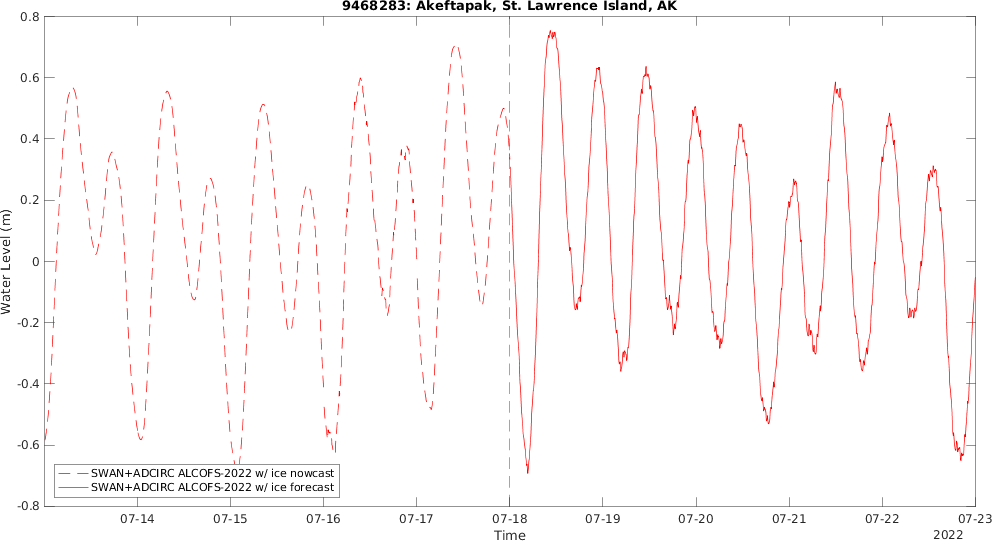 9468283: Akeftapak, St. Lawrence Island, AK
0.8
0.6
0.4
0.2
0
-0.2
-0.4
-0.6
-0.8
Water Level (m)
SWAN+ADCIRC ALCOFS-2022 w/ ice nowcast
SWAN+ADCIRC ALCOFS-2022 w/ ice forecast
07-14 07-15 07-16 07-17 07-18 07-19 07-20 07-21 07-22 07-23
Time
2022